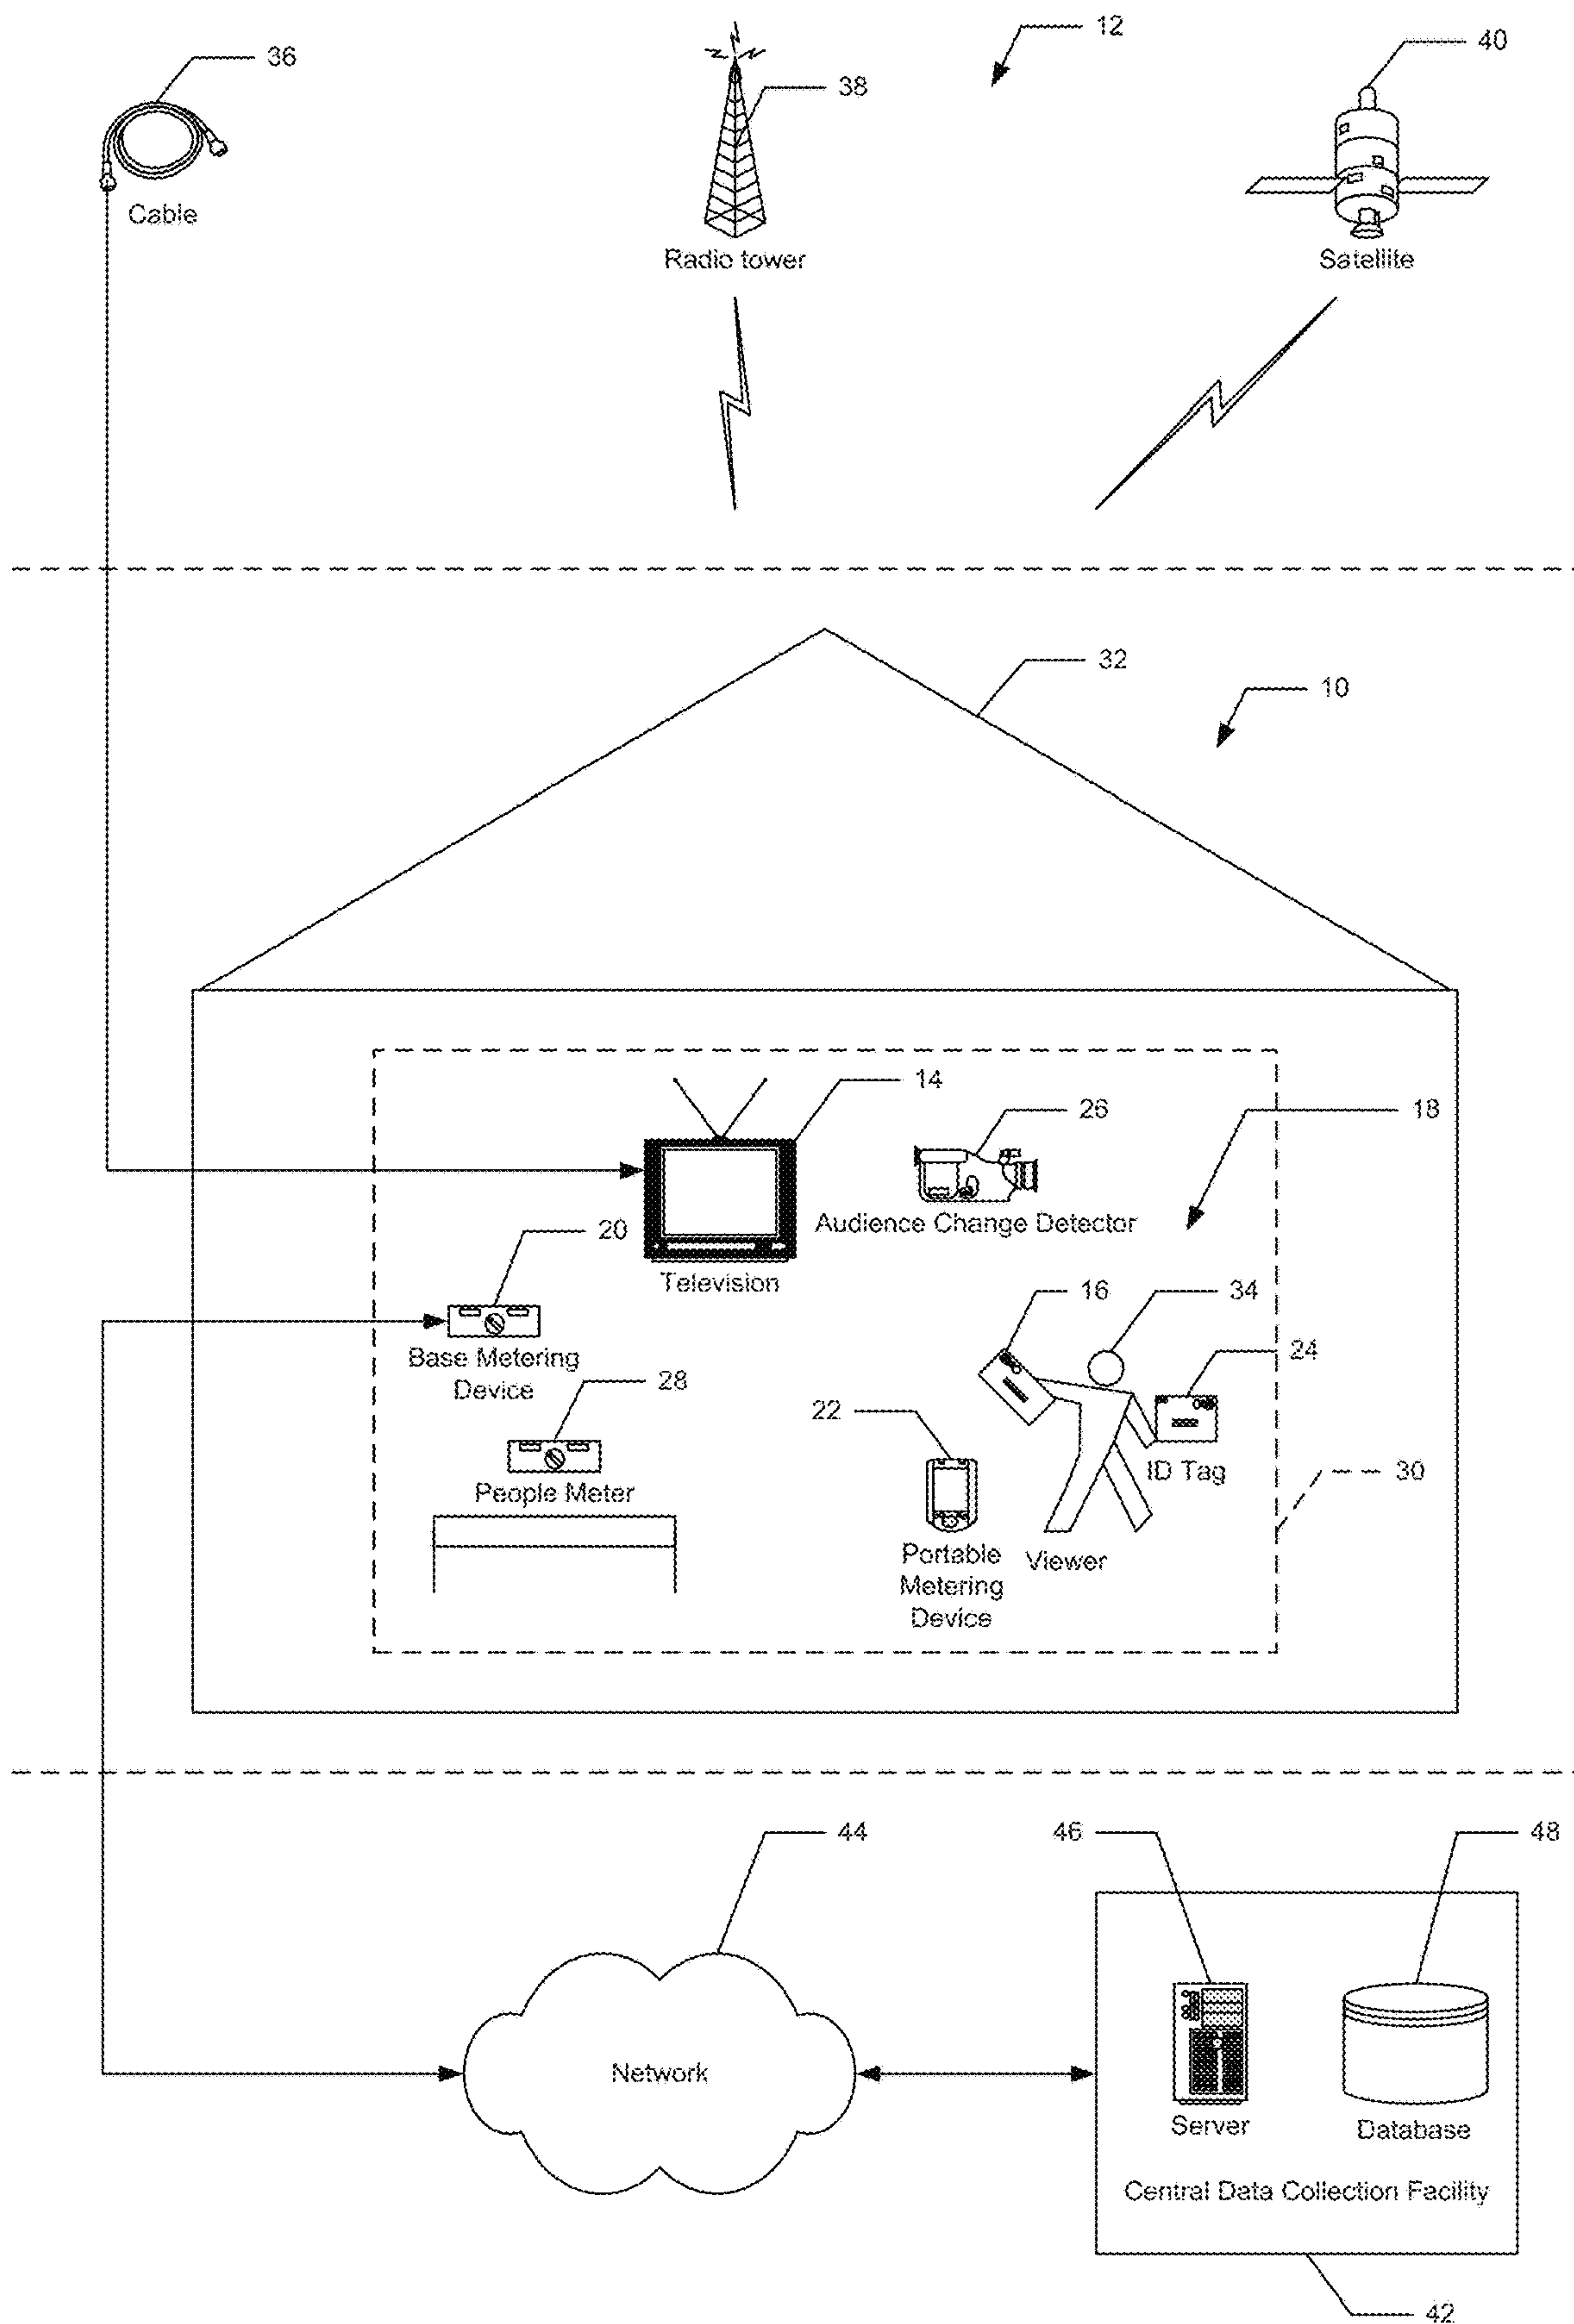 36
12
40
38
Cable
Radio tower
Satellite
32
10
14
26
18
20
Audience Change Detector
Television
16
34
24
Base Metering
Device
28
22
ID Tag
30
People Meter
Portable
Metering
Device
Viewer
44
46
48
Network
Server
Database
Central Data Collection Facility
42